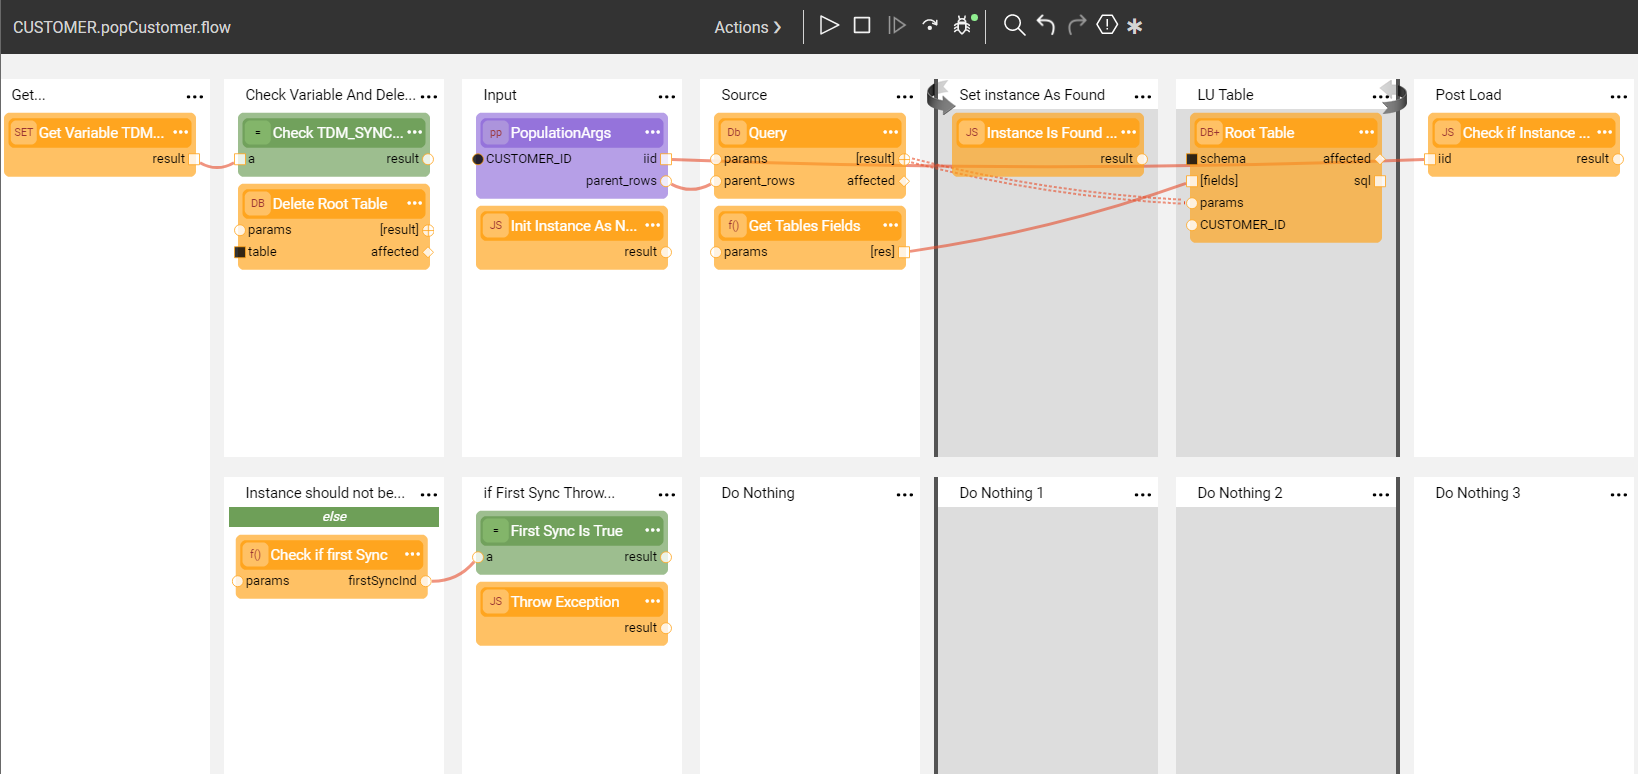 CUSTOMER.popCustomer.flow
Actions
Get...
SET Get Variable TDM...
result
Check Variable And Dele...
= Check TDM_SYNC...
a result
DB Delete Root Table
params [result]
table affected
Input
pp PopulationArgs
CUSTOMER_ID iid
parent_rows
JS Init Instance As N...
result
Source
Db Query
params [result]
parent_rows affected
f() Get Tables Fields
params [res]
Set instance As Found
JS Instance Is Found ...
result
LU Table
DB+ Root Table
schema affected
[fields] sql
params
CUSTOMER_ID
Post Load
JS Check if Instance ...
iid result
Instance should not be...
else
f() Check if first Sync
params firstSyncInd
if First Sync Throw...
= First Sync Is True
a result
JS Throw Exception
result
Do Nothing
Do Nothing 1
Do Nothing 2
Do Nothing 3